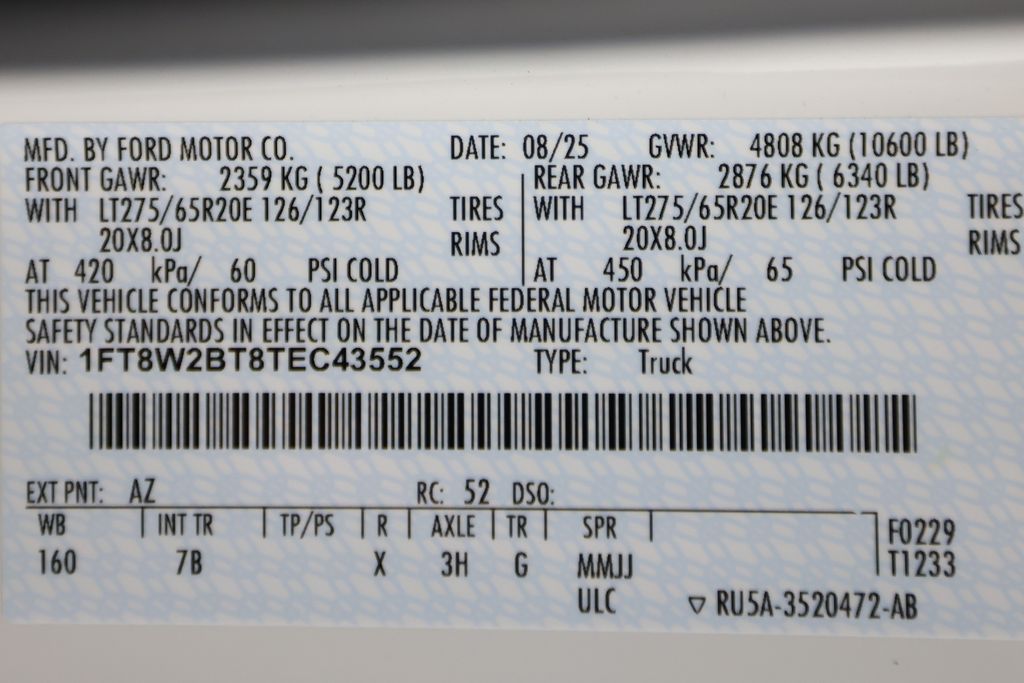 MFD. BY FORD MOTOR CO. DATE: 08/25 GVWR: 4808 KG (10600 LB)
FRONT GAWR: 2359 KG ( 5200 LB) REAR GAWR: 2876 KG ( 6340 LB)
WITH LT275/65R20E 126/123R TIRES WITH LT275/65R20E 126/123R TIRES
20X8.0J RIMS 20X8.0J RIMS
AT 420 kPa/ 60 PSI COLD AT 450 kPa/ 65 PSI COLD
THIS VEHICLE CONFORMS TO ALL APPLICABLE FEDERAL MOTOR VEHICLE
SAFETY STANDARDS IN EFFECT ON THE DATE OF MANUFACTURE SHOWN ABOVE.
VIN: 1FT8W2BT8TEC43552 TYPE: Truck
EXT PNT: AZ RC: 52 DSO:
WB INT TR TP/PS R AXLE TR SPR F0229
160 7B X 3H G MMJJ T1233
ULC ▽ RU5A-3520472-AB